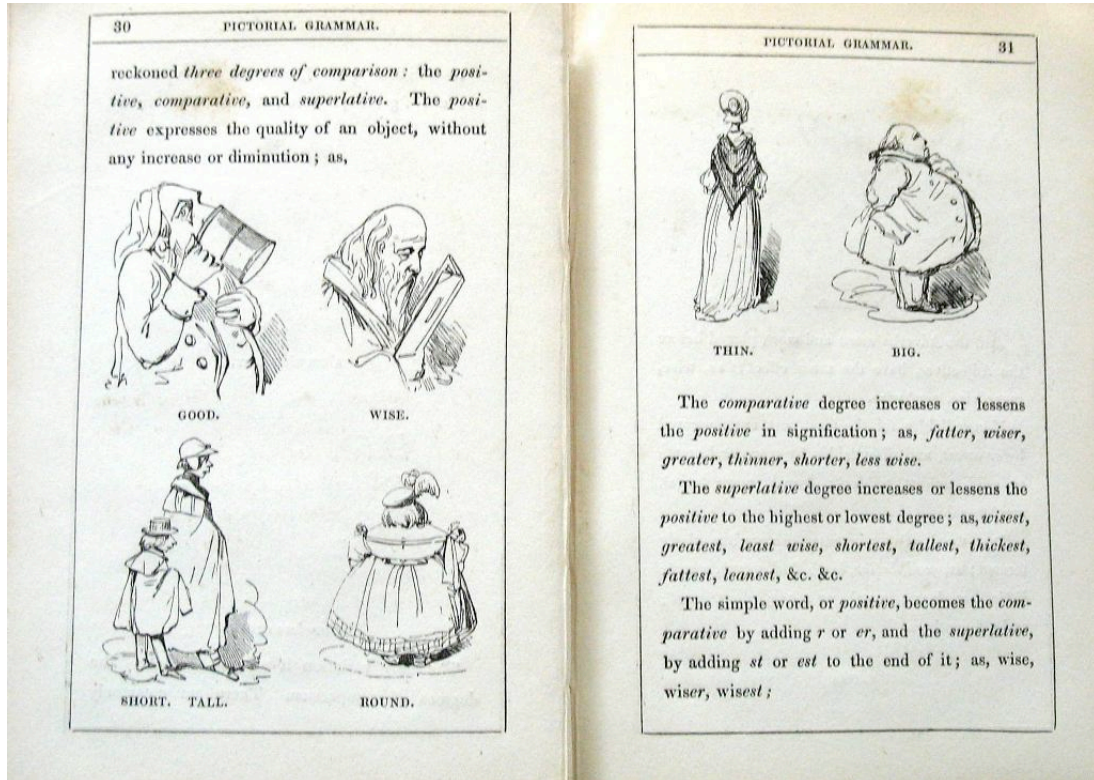 30 PICTORIAL GRAMMAR.
reckoned three degrees of comparison: the posi-
tive, comparative, and superlative. The posi-
tive expresses the quality of an object, without
any increase or diminution; as,
GOOD. WISE.
SHORT. TALL. ROUND.
PICTORIAL GRAMMAR. 31
THIN. BIG.
The comparative degree increases or lessens
the positive in signification; as, fatter, wiser,
greater, thinner, shorter, less wise.
The superlative degree increases or lessens the
positive to the highest or lowest degree; as, wisest,
greatest, least wise, shortest, tallest, thickest,
fattest, leanest, &c. &c.
The simple word, or positive, becomes the com-
parative by adding r or er, and the superlative,
by adding st or est to the end of it; as, wise,
wiser, wisest;